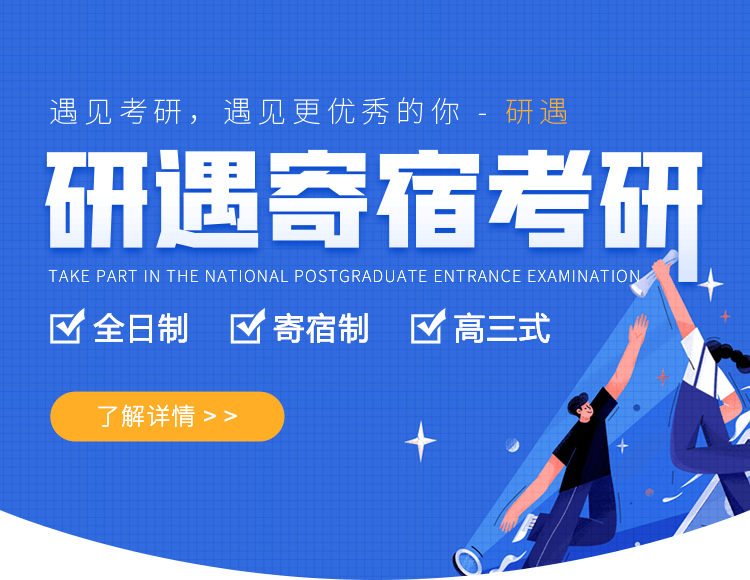 遇见考研，遇见更优秀的你 - 研遇
研遇寄宿考研
TAKE PART IN THE NATIONAL POSTGRADUATE ENTRANCE EXAMINATION
全日制 寄宿制 高三式
了解详情 > >